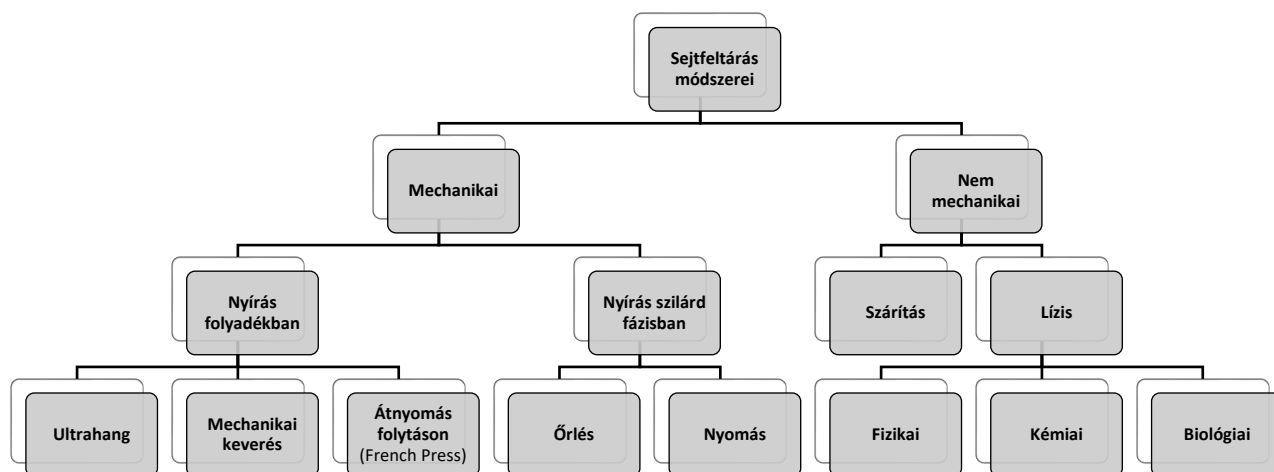 Sejtfeltárás
módszerei
Mechanikai
Nem
mechanikai
Nyírás
folyadékban
Nyírás szilárd
fázisban
Szárítás
Lízis
Ultrahang
Mechanikai
keverés
Átnyomás
folytáson
(French Press)
Őrlés
Nyomás
Fizikai
Kémiai
Biológiai